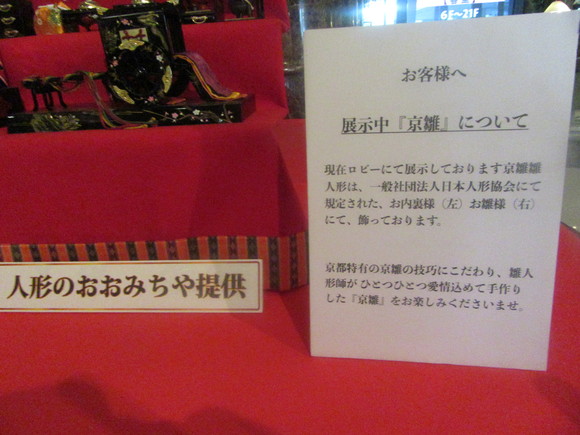 6F～21F
お客様へ
展示中『京雛』について
現在ロビーにて展示しております京雛雛
人形は、一般社団法人日本人形協会にて
規定された、お内裏様（左）お雛様（右）
にて、飾っております。
京都特有の京雛の技巧にこだわり、雛人
形師が ひとつひとつ愛情込めて手作り
した『京雛』をお楽しみくださいませ。
人形のおおみちや提供